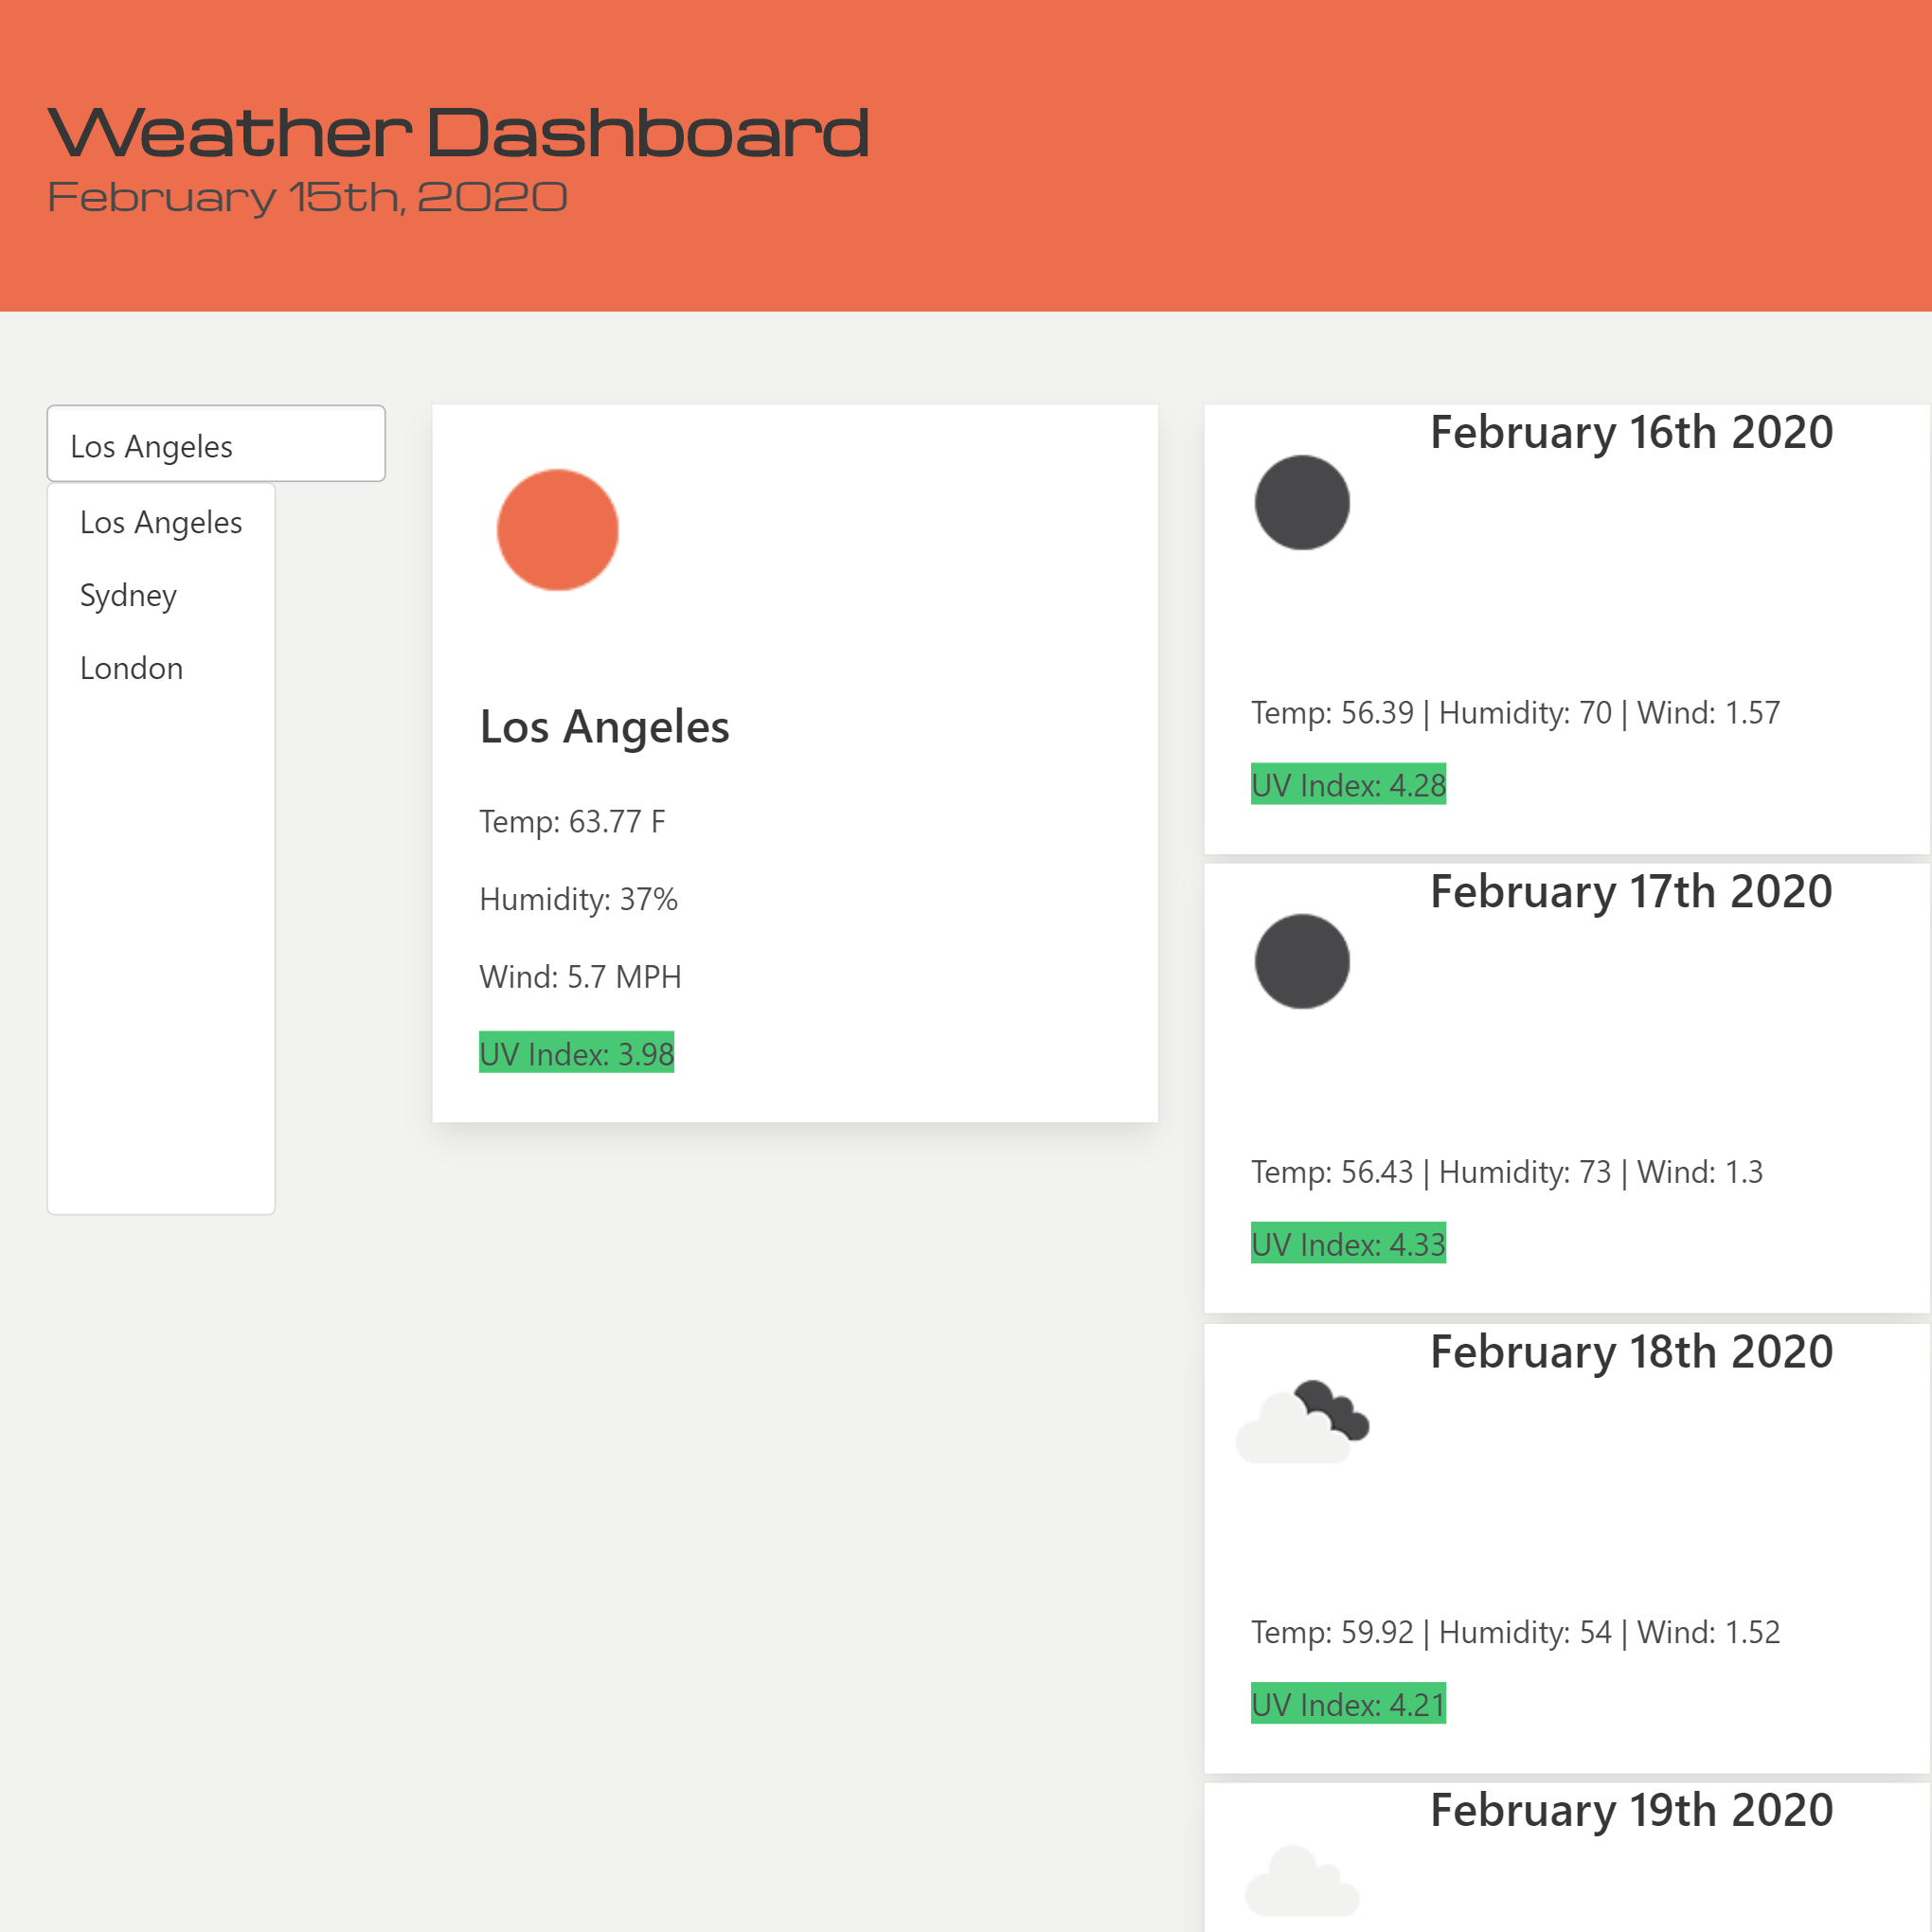 Weather Dashboard
February 15th, 2020
Los Angeles
Los Angeles
Sydney
London
Los Angeles
Temp: 63.77 F
Humidity: 37%
Wind: 5.7 MPH
UV Index: 3.98
February 16th 2020
Temp: 56.39 | Humidity: 70 | Wind: 1.57
UV Index: 4.28
February 17th 2020
Temp: 56.43 | Humidity: 73 | Wind: 1.3
UV Index: 4.33
February 18th 2020
Temp: 59.92 | Humidity: 54 | Wind: 1.52
UV Index: 4.21
February 19th 2020